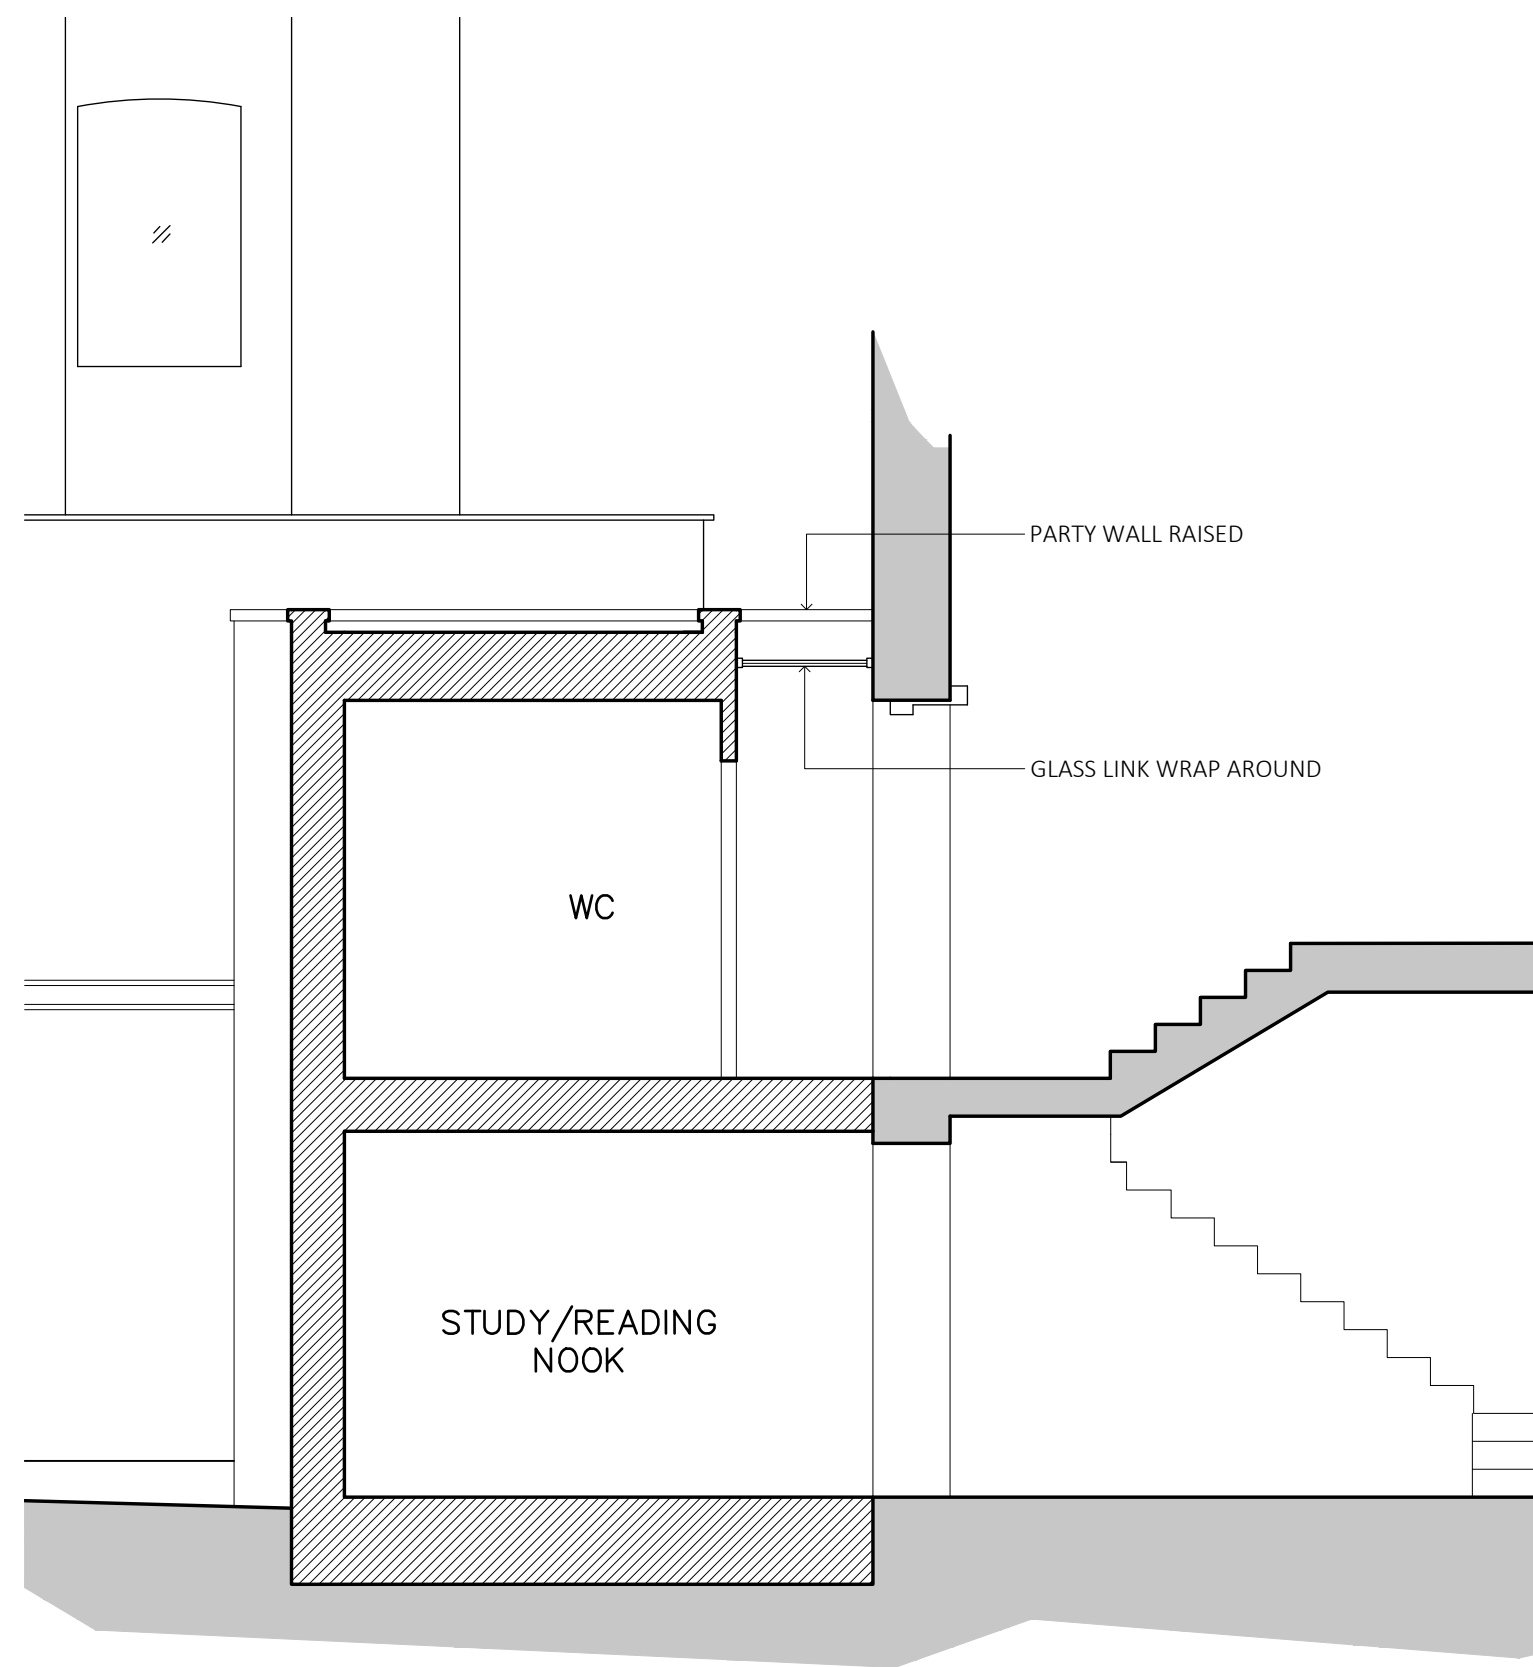 PARTY WALL RAISED
GLASS LINK WRAP AROUND
WC
STUDY/READING
NOOK